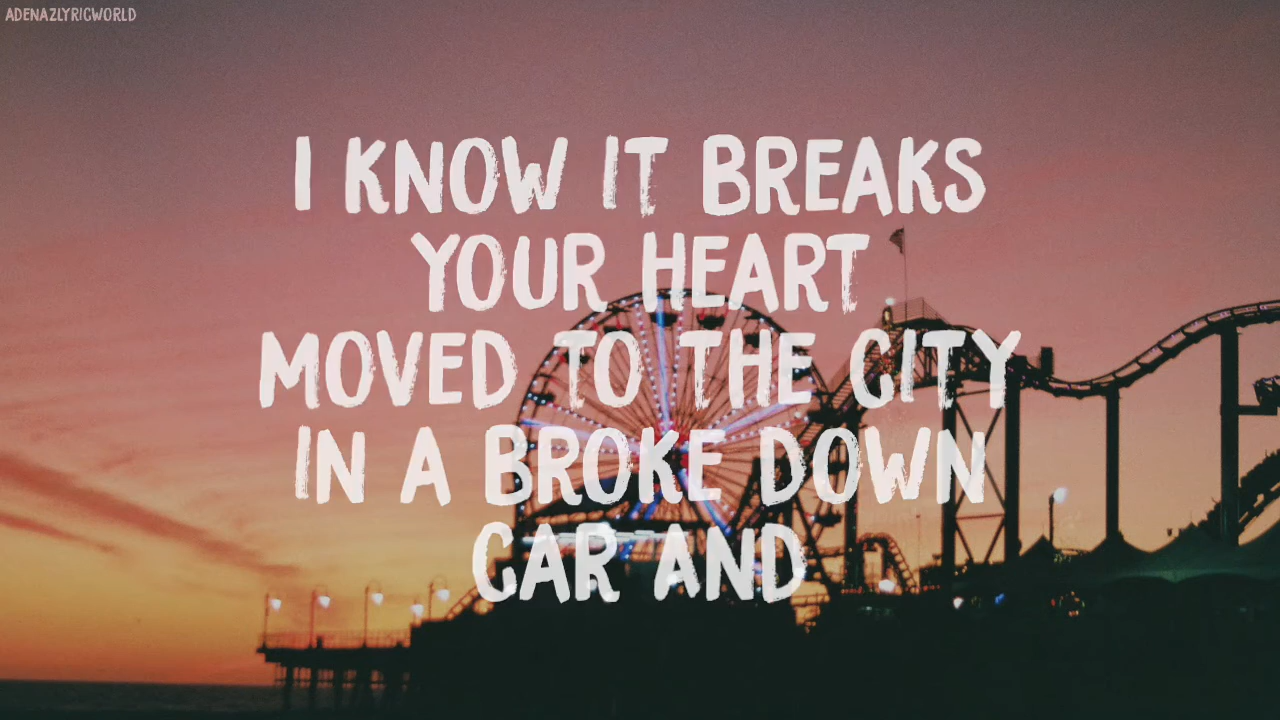 ADENAZLYRICWORLD
I KNOW IT BREAKS
YOUR HEART
MOVED TO THE CITY
IN A BROKE DOWN
CAR AND